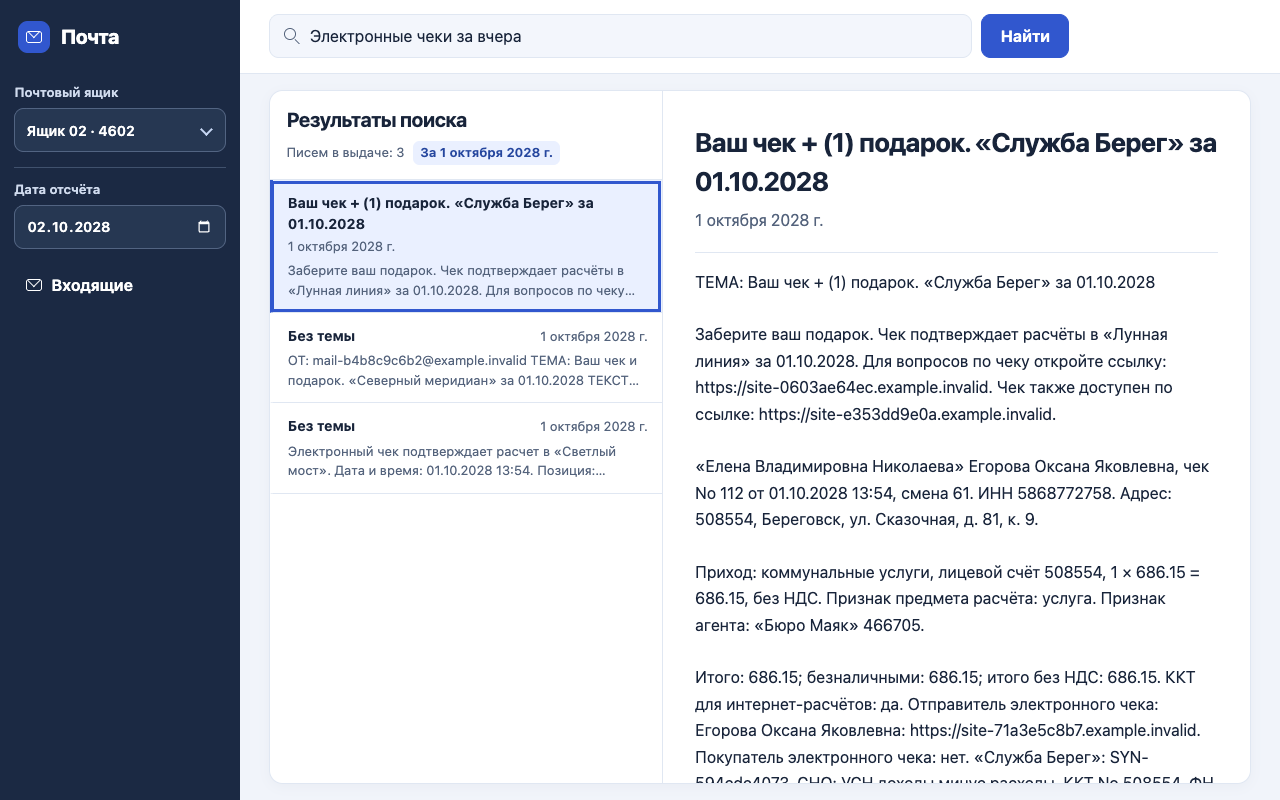 Почта
Почтовый ящик
Ящик 02 · 4602
Дата отсчёта
02.10.2028
Входящие
Электронные чеки за вчера
Найти
Результаты поиска
Писем в выдаче: 3
За 1 октября 2028 г.
Ваш чек + (1) подарок. «Служба Берег» за
01.10.2028
1 октября 2028 г.
Заберите ваш подарок. Чек подтверждает расчёты в
«Лунная линия» за 01.10.2028. Для вопросов по чеку...
Без темы
1 октября 2028 г.
ОТ: mail-b4b8c9c6b2@example.invalid ТЕМА: Ваш чек и
подарок. «Северный меридиан» за 01.10.2028 ТЕКСТ...
Без темы
1 октября 2028 г.
Электронный чек подтверждает расчет в «Светлый
мост». Дата и время: 01.10.2028 13:54. Позиция:...
Ваш чек + (1) подарок. «Служба Берег» за
01.10.2028
1 октября 2028 г.
ТЕМА: Ваш чек + (1) подарок. «Служба Берег» за 01.10.2028
Заберите ваш подарок. Чек подтверждает расчёты в «Лунная
линия» за 01.10.2028. Для вопросов по чеку откройте ссылку:
https://site-0603ae64ec.example.invalid. Чек также доступен по
ссылке: https://site-e353dd9e0a.example.invalid.
«Елена Владимировна Николаева» Егорова Оксана Яковлевна, чек
No 112 от 01.10.2028 13:54, смена 61. ИНН 5868772758. Адрес:
508554, Береговск, ул. Сказочная, д. 81, к. 9.
Приход: коммунальные услуги, лицевой счёт 508554, 1 × 686.15 =
686.15, без НДС. Признак предмета расчёта: услуга. Признак
агента: «Бюро Маяк» 466705.
Итого: 686.15; безналичными: 686.15; итого без НДС: 686.15. ККТ
для интернет-расчётов: да. Отправитель электронного чека:
Егорова Оксана Яковлевна: https://site-71a3e5c8b7.example.invalid.
Покупатель электронного чека: нет. «Служба Берег»: SYN-
594cde4073. СНО: УСН доходы минус расходы. ККТ No 508554. ФН